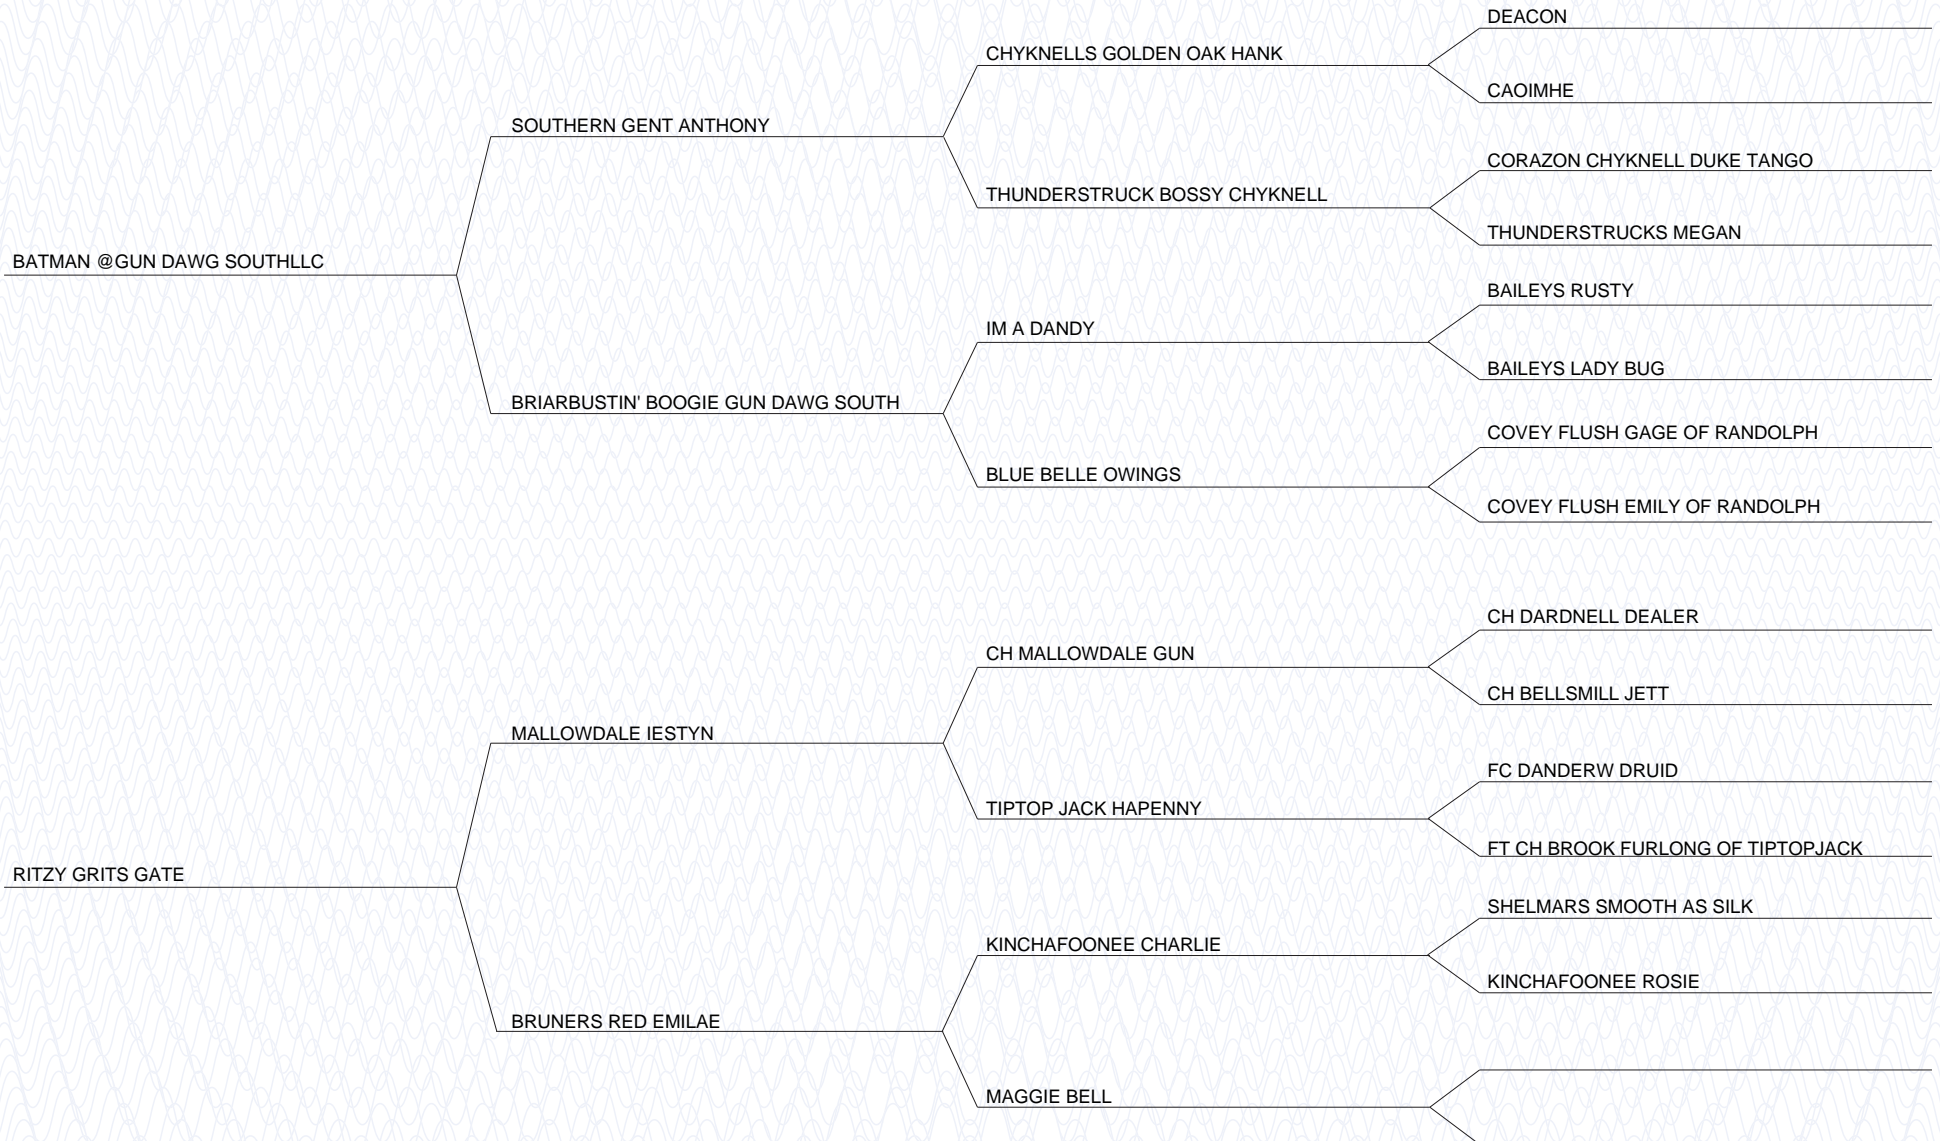 DEACON
CHYKNELLS GOLDEN OAK HANK
CAOIMHE
SOUTHERN GENT ANTHONY
CORAZON CHYKNELL DUKE TANGO
THUNDERSTRUCK BOSSY CHYKNELL
THUNDERSTRUCKS MEGAN
BATMAN @GUN DAWG SOUTHLLC
BAILEYS RUSTY
IM A DANDY
BAILEYS LADY BUG
BRIARBUSTIN' BOOGIE GUN DAWG SOUTH
COVEY FLUSH GAGE OF RANDOLPH
BLUE BELLE OWINGS
COVEY FLUSH EMILY OF RANDOLPH
CH DARDNELL DEALER
CH MALLOWDALE GUN
CH BELLSMILL JETT
MALLOWDALE IESTYN
FC DANDERW DRUID
TIPTOP JACK HAPENNY
FT CH BROOK FURLONG OF TIPTOPJACK
RITZY GRITS GATE
SHELMARS SMOOTH AS SILK
KINCHAFOONEE CHARLIE
KINCHAFOONEE ROSIE
BRUNERS RED EMILAE
MAGGIE BELL